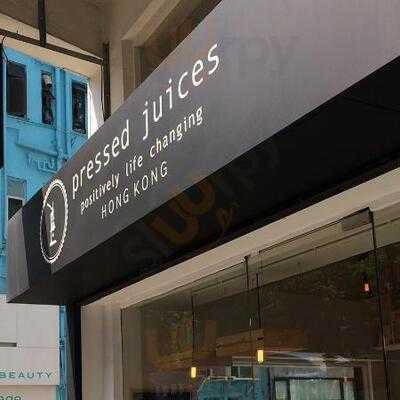 pressed juices
positively life changing
HONG KONG
BEAUTY